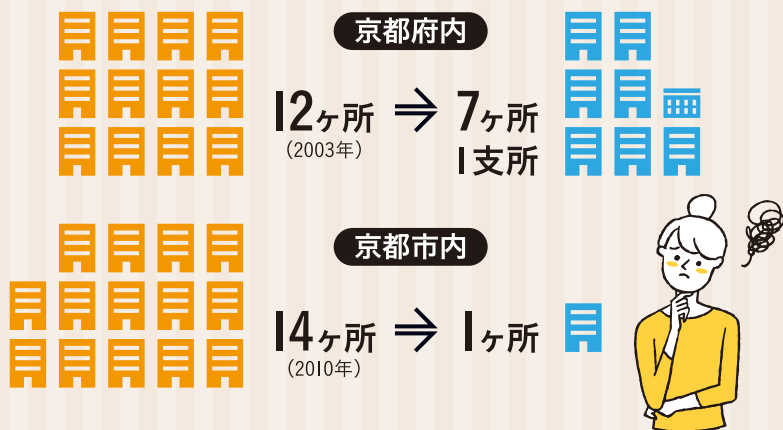 京都府内
12ヶ所 ⇒ 7ヶ所
(2003年)
1支所
京都市内
14ヶ所 ⇒ 1ヶ所
(2010年)